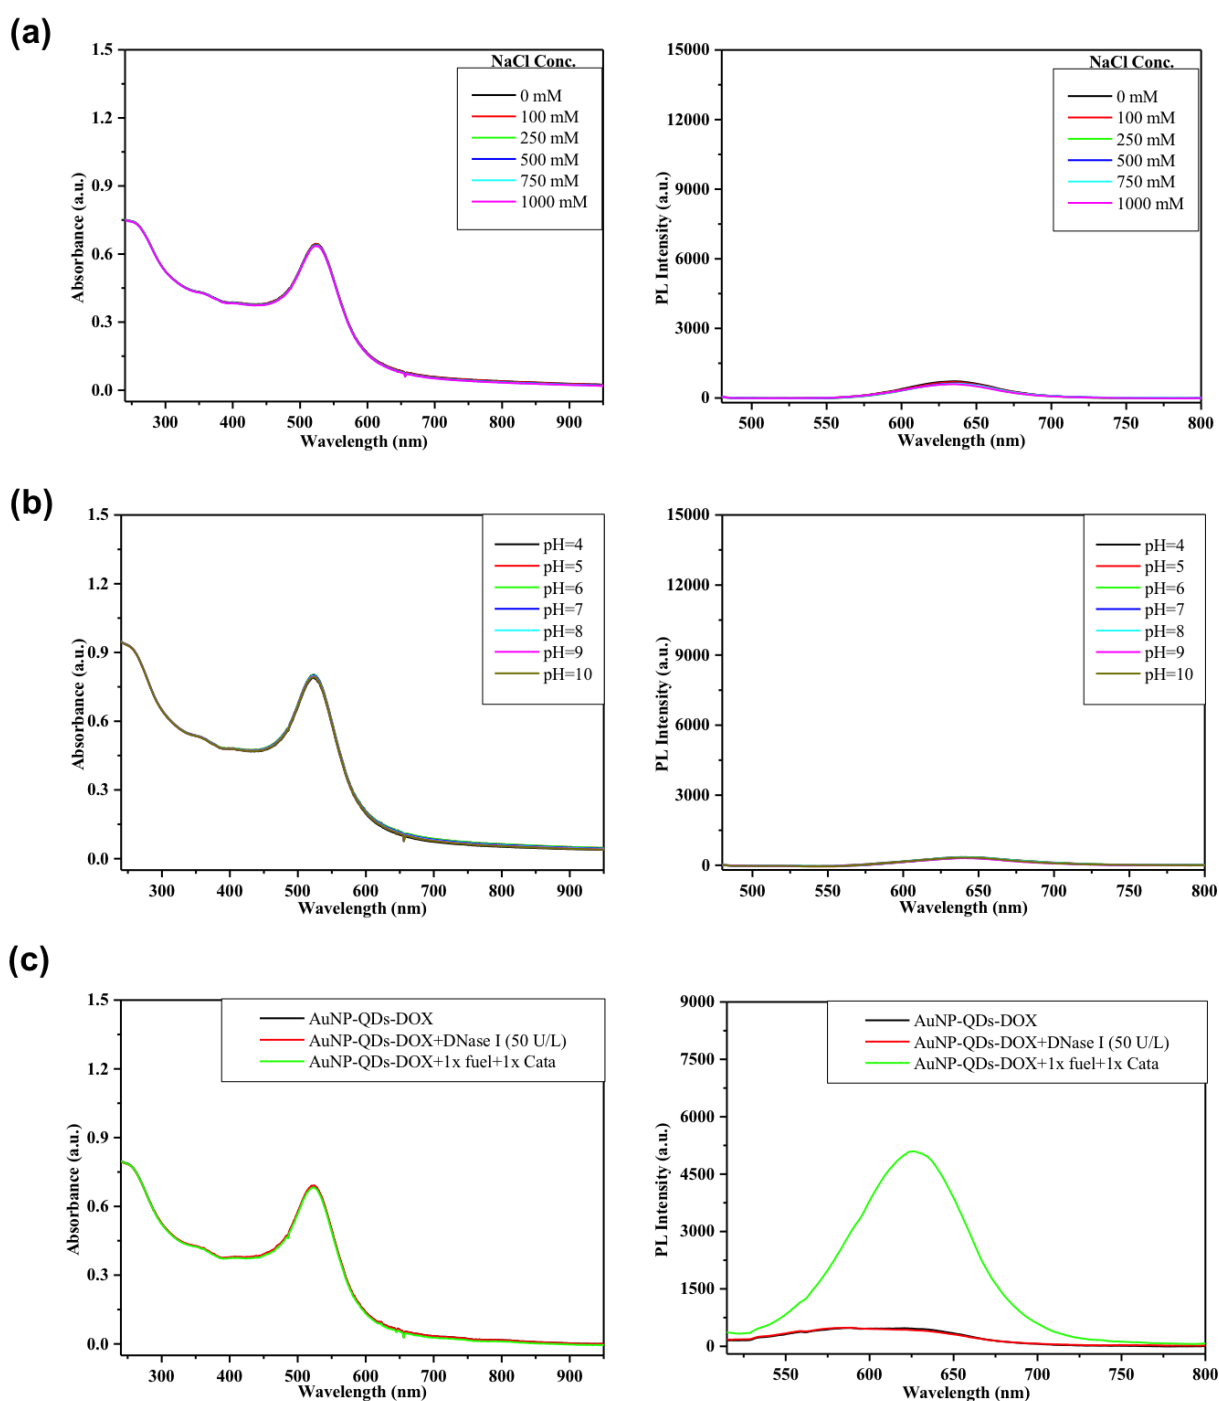 (a)
1.5
1.2
0.9
0.6
0.3
0.0
Absorbance (a.u.)
300 400 500 600 700 800 900
Wavelength (nm)
NaCl Conc.
0 mM
100 mM
250 mM
500 mM
750 mM
1000 mM
15000
12000
9000
6000
3000
0
PL Intensity (a.u.)
500 550 600 650 700 750 800
Wavelength (nm)
NaCl Conc.
0 mM
100 mM
250 mM
500 mM
750 mM
1000 mM
(b)
1.5
1.2
0.9
0.6
0.3
0.0
Absorbance (a.u.)
300 400 500 600 700 800 900
Wavelength (nm)
pH=4
pH=5
pH=6
pH=7
pH=8
pH=9
pH=10
15000
12000
9000
6000
3000
0
PL Intensity (a.u.)
500 550 600 650 700 750 800
Wavelength (nm)
pH=4
pH=5
pH=6
pH=7
pH=8
pH=9
pH=10
(c)
1.5
1.2
0.9
0.6
0.3
0.0
Absorbance (a.u.)
300 400 500 600 700 800 900
Wavelength (nm)
AuNP-QDs-DOX
AuNP-QDs-DOX+DNase I (50 U/L)
AuNP-QDs-DOX+1x fuel+1x Cata
9000
7500
6000
4500
3000
1500
0
PL Intensity (a.u.)
550 600 650 700 750 800
Wavelength (nm)
AuNP-QDs-DOX
AuNP-QDs-DOX+DNase I (50 U/L)
AuNP-QDs-DOX+1x fuel+1x Cata